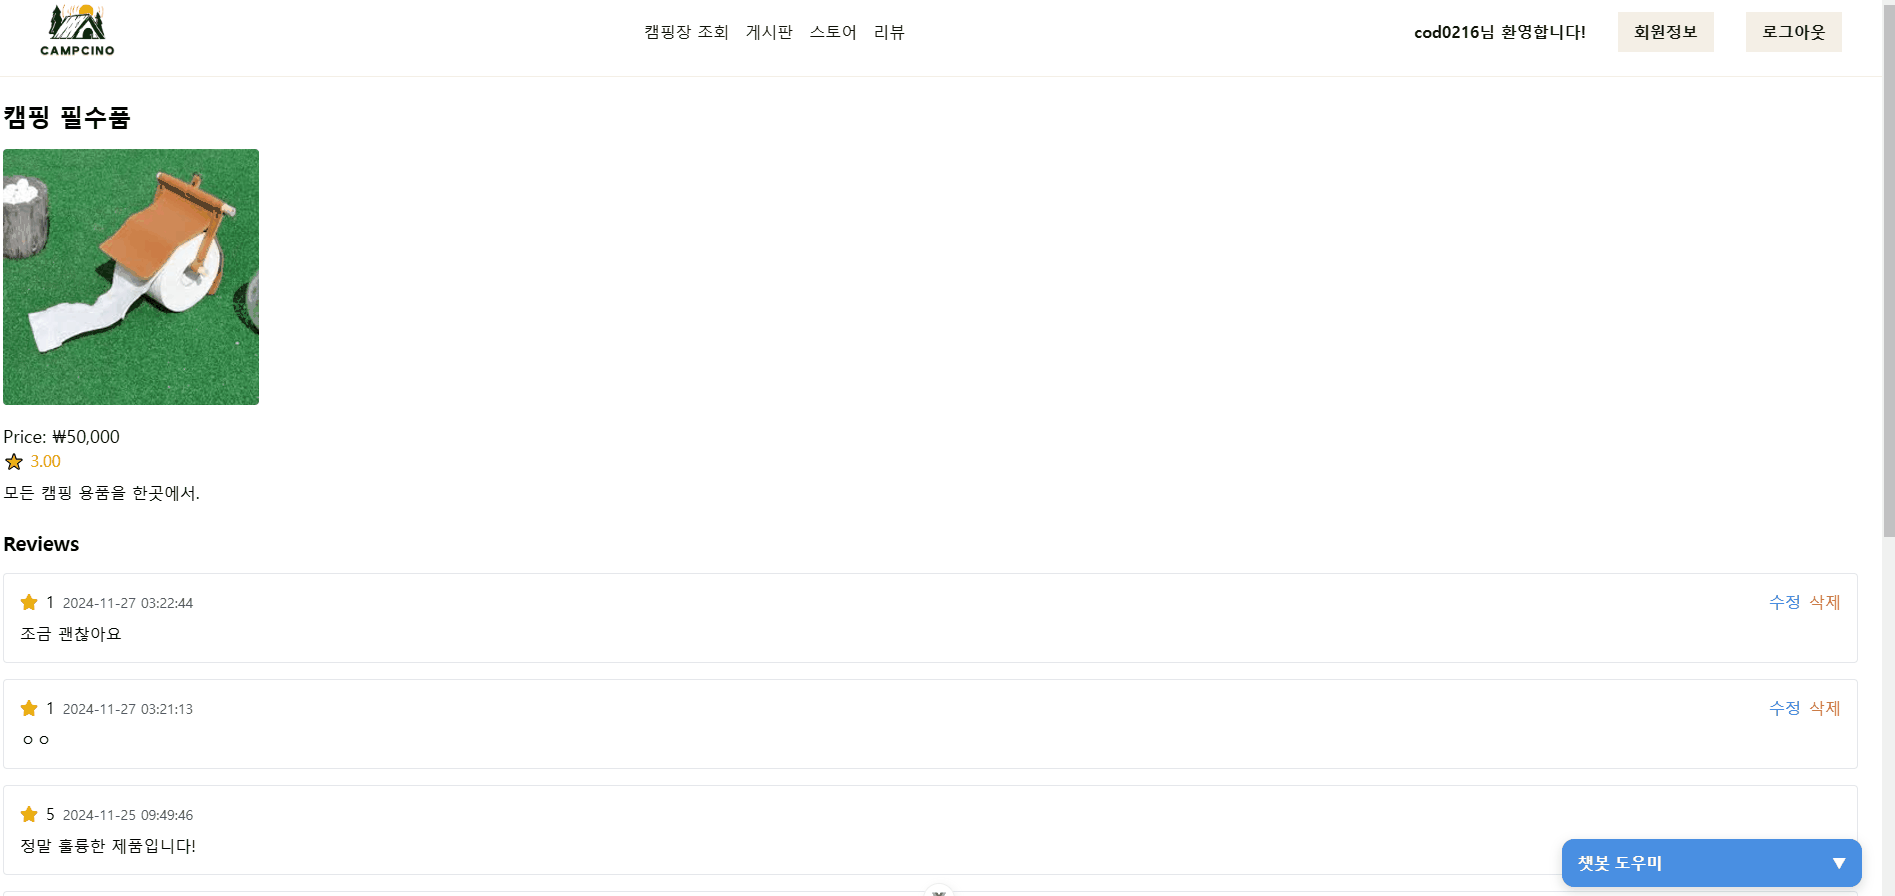 CAMPCINO
캠핑장 조회 게시판 스토어 리뷰
cod0216님 환영합니다! 회원정보 로그아웃
캠핑 필수품
Price: ₩50,000
3.00
모든 캠핑 용품을 한곳에서.
Reviews
1 2024-11-27 03:22:44 수정 삭제
조금 괜찮아요
1 2024-11-27 03:21:13 수정 삭제
ㅇㅇ
5 2024-11-25 09:49:46
정말 훌륭한 제품입니다!
챗봇 도우미 ▼